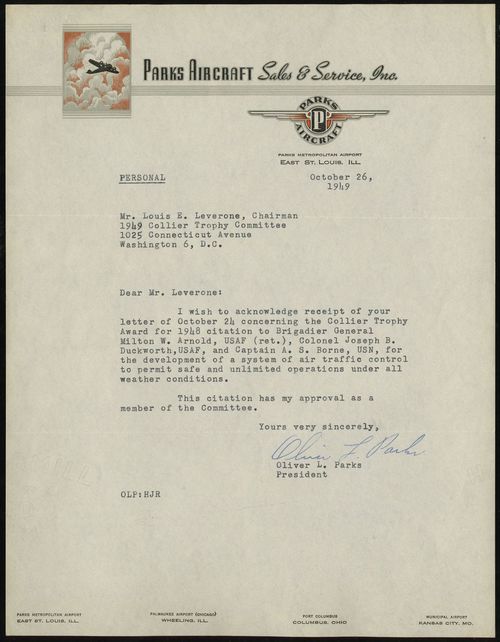 PARKS AIRCRAFT Sales & Service, Inc.
PARKS
P
AIRCRAFT
PARKS METROPOLITAN AIRPORT
EAST ST. LOUIS, ILL.
PERSONAL
October 26,
1949
Mr. Louis E. Leverone, Chairman
1949 Collier Trophy Committee
1025 Connecticut Avenue
Washington 6, D.C.
Dear Mr. Leverone:
I wish to acknowledge receipt of your
letter of October 24 concerning the Collier Trophy
Award for 1948 citation to Brigadier General
Milton W. Arnold, USAF (ret.), Colonel Joseph B.
Duckworth,USAF, and Captain A. S. Borne, USN, for
the development of a system of air traffic control
to permit safe and unlimited operations under all
weather conditions.
This citation has my approval as a
member of the Committee.
Yours very sincerely,
Oliver L. Parks
Oliver L. Parks
President
OLP:HJR
PARKS METROPOLITAN AIRPORT
EAST ST. LOUIS, ILL.
PALWAUKEE AIRPORT (CHICAGO)
WHEELING, ILL.
PORT COLUMBUS
COLUMBUS, OHIO
MUNICIPAL AIRPORT
KANSAS CITY, MO.